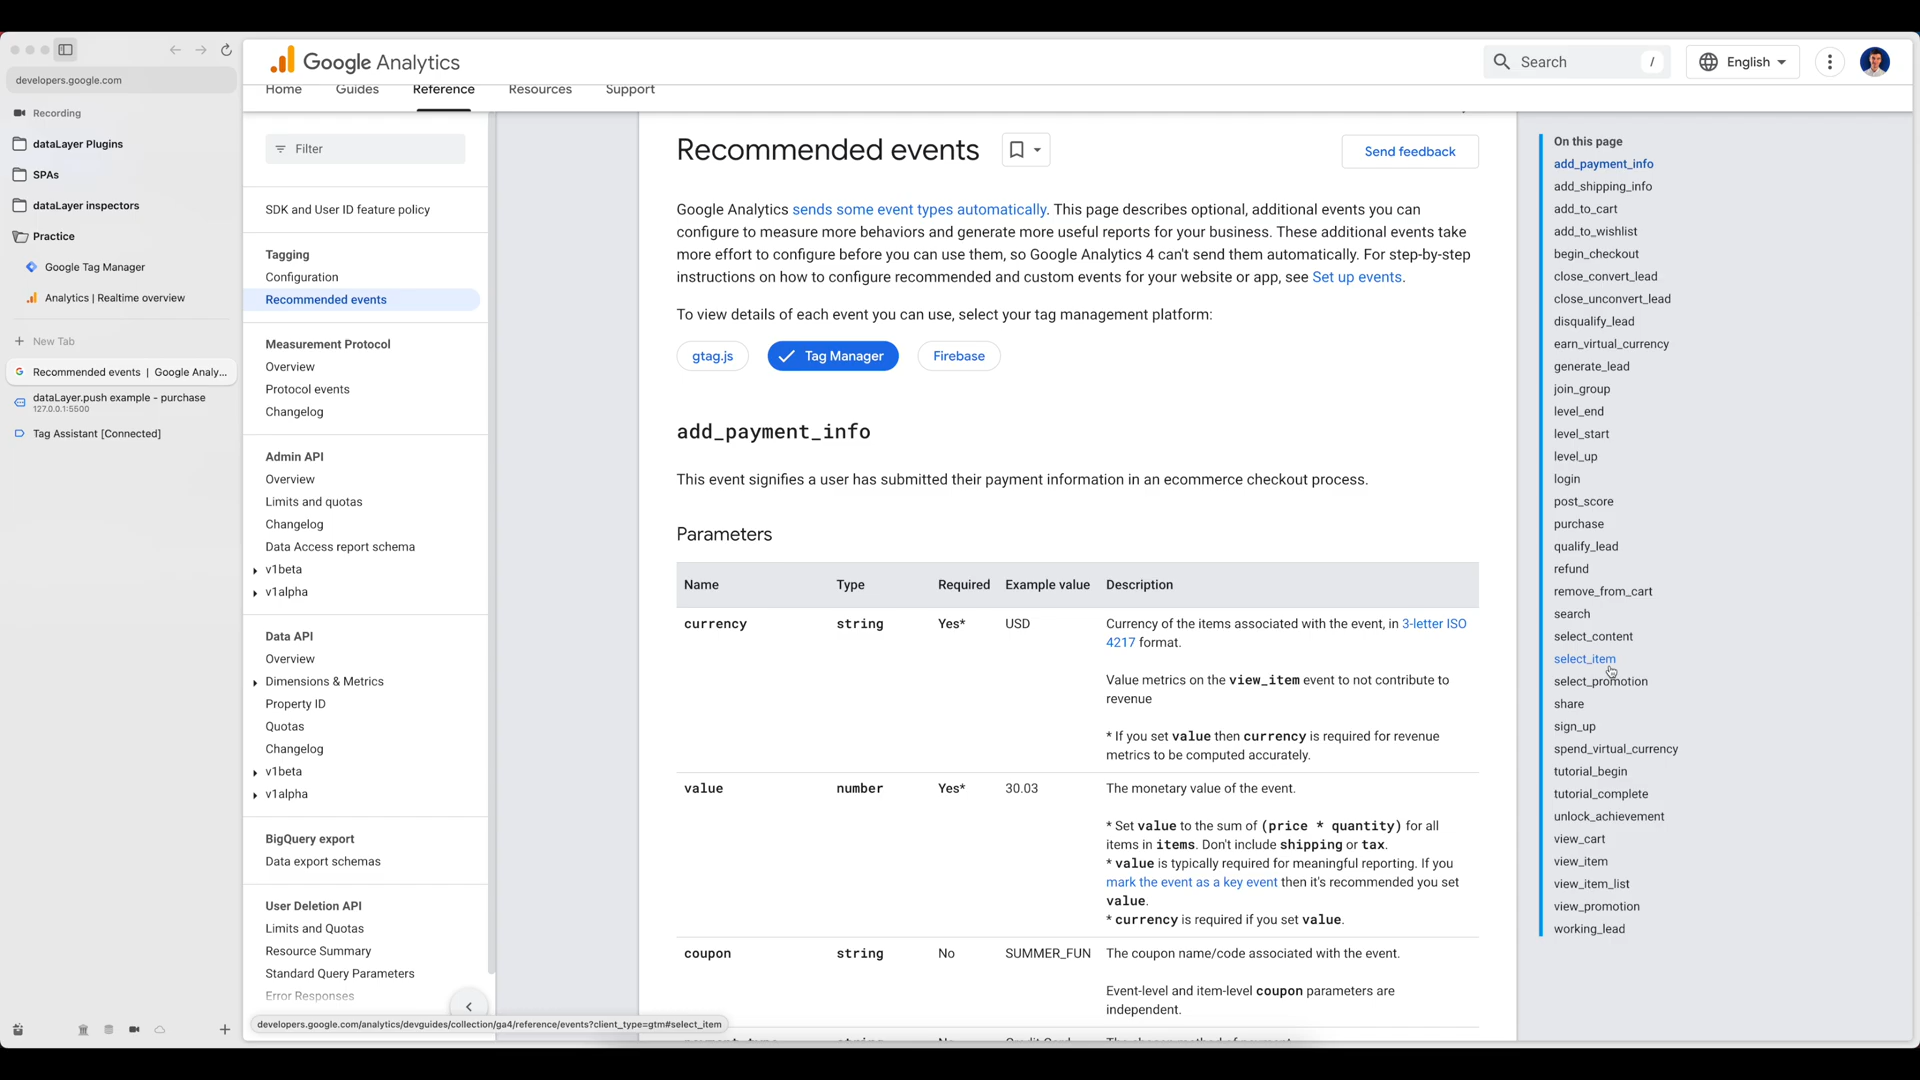 developers.google.com
Recording
dataLayer Plugins
SPAs
dataLayer inspectors
Practice
Google Tag Manager
Analytics | Realtime overview
New Tab
Recommended events | Google Analy...
dataLayer.push example - purchase
127.0.0.1:5500
Tag Assistant [Connected]
Google Analytics
Search /
English
Home Guides Reference Resources Support
Filter
SDK and User ID feature policy
Tagging
Configuration
Recommended events
Measurement Protocol
Overview
Protocol events
Changelog
Admin API
Overview
Limits and quotas
Changelog
Data Access report schema
v1beta
v1alpha
Data API
Overview
Dimensions & Metrics
Property ID
Quotas
Changelog
v1beta
v1alpha
BigQuery export
Data export schemas
User Deletion API
Limits and Quotas
Resource Summary
Standard Query Parameters
Error Responses
developers.google.com/analytics/devguides/collection/ga4/reference/events?client_type=gtm#select_item
Recommended events
Send feedback
Google Analytics sends some event types automatically. This page describes optional, additional events you can
configure to measure more behaviors and generate more useful reports for your business. These additional events take
more effort to configure before you can use them, so Google Analytics 4 can't send them automatically. For step-by-step
instructions on how to configure recommended and custom events for your website or app, see Set up events.
To view details of each event you can use, select your tag management platform:
gtag.js Tag Manager Firebase
add_payment_info
This event signifies a user has submitted their payment information in an ecommerce checkout process.
Parameters
Name Type Required Example value Description
currency string Yes* USD Currency of the items associated with the event, in 3-letter ISO
4217 format.
Value metrics on the view_item event to not contribute to
revenue
* If you set value then currency is required for revenue
metrics to be computed accurately.
value number Yes* 30.03 The monetary value of the event.
* Set value to the sum of (price * quantity) for all
items in items. Don't include shipping or tax.
* value is typically required for meaningful reporting. If you
mark the event as a key event then it's recommended you set
value.
* currency is required if you set value.
coupon string No SUMMER_FUN The coupon name/code associated with the event.
Event-level and item-level coupon parameters are
independent.
On this page
add_payment_info
add_shipping_info
add_to_cart
add_to_wishlist
begin_checkout
close_convert_lead
close_unconvert_lead
disqualify_lead
earn_virtual_currency
generate_lead
join_group
level_end
level_start
level_up
login
post_score
purchase
qualify_lead
refund
remove_from_cart
search
select_content
select_item
select_promotion
share
sign_up
spend_virtual_currency
tutorial_begin
tutorial_complete
unlock_achievement
view_cart
view_item
view_item_list
view_promotion
working_lead